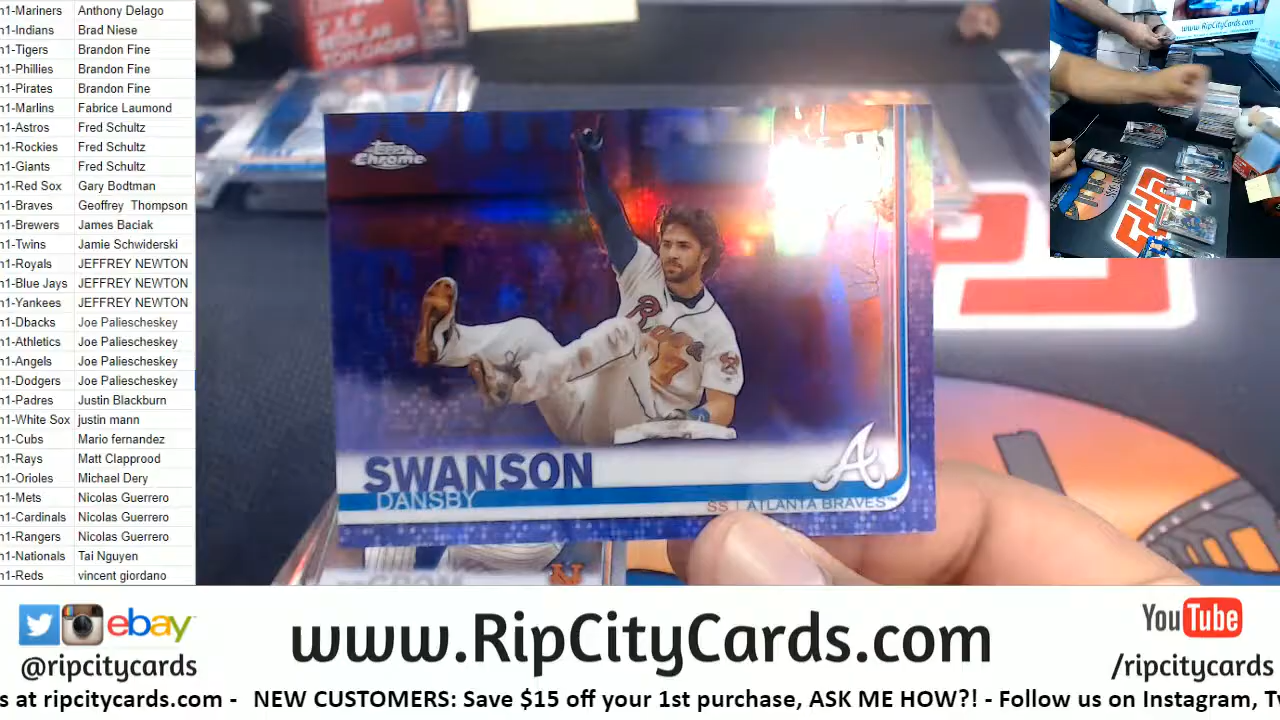 n1-Mariners Anthony Delago
n1-Indians Brad Niese
n1-Tigers Brandon Fine
n1-Phillies Brandon Fine
n1-Pirates Brandon Fine
n1-Marlins Fabrice Laumond
n1-Astros Fred Schultz
n1-Rockies Fred Schultz
n1-Giants Fred Schultz
n1-Red Sox Gary Bodtman
n1-Braves Geoffrey Thompson
n1-Brewers James Baciak
n1-Twins Jamie Schwiderski
n1-Royals JEFFREY NEWTON
n1-Blue Jays JEFFREY NEWTON
n1-Yankees JEFFREY NEWTON
n1-Dbacks Joe Paliescheskey
n1-Athletics Joe Paliescheskey
n1-Angels Joe Paliescheskey
n1-Dodgers Joe Paliescheskey
n1-Padres Justin Blackburn
n1-White Sox justin mann
n1-Cubs Mario fernandez
n1-Rays Matt Clapprood
n1-Orioles Michael Dery
n1-Mets Nicolas Guerrero
n1-Cardinals Nicolas Guerrero
n1-Rangers Nicolas Guerrero
n1-Nationals Tai Nguyen
n1-Reds vincent giordano
REGULAR
TOPLOADER
www.RipCityCards.com
Topps
Chrome
A
SWANSON
DANSBY
SS | ATLANTA BRAVES™
ebay
@ripcitycards
www.RipCityCards.com
YouTube
/ripcitycards
s at ripcitycards.com - NEW CUSTOMERS: Save $15 off your 1st purchase, ASK ME HOW?! - Follow us on Instagram, Tw